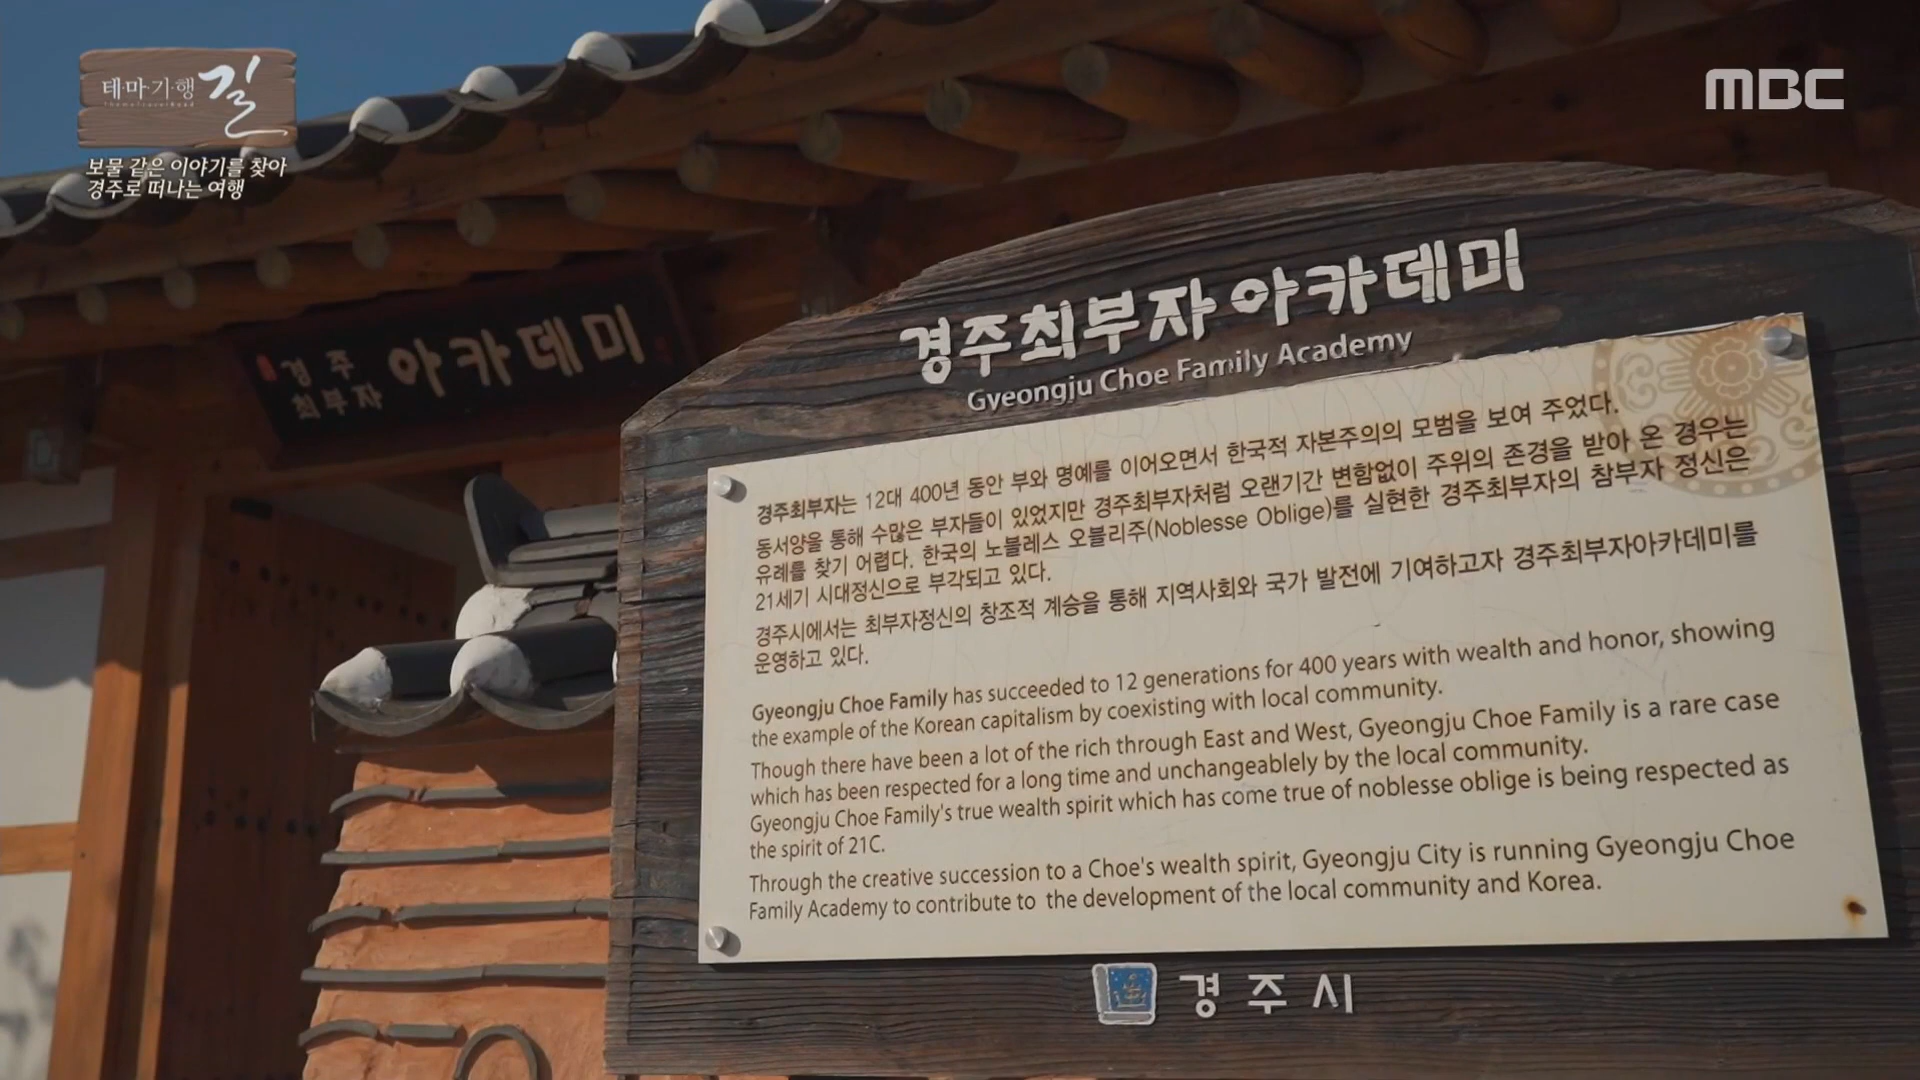 테·마·기·행 길
보물 같은 이야기를 찾아
경주로 떠나는 여행
MBC
경주
최부자
아카데미
경주최부자아카데미
Gyeongju Choe Family Academy
경주최부자는 12대 400년 동안 부와 명예를 이어오면서 한국적 자본주의의 모범을 보여 주었다.
동서양을 통해 수많은 부자들이 있었지만 경주최부자처럼 오랜기간 변함없이 주위의 존경을 받아 온 경우는
유례를 찾기 어렵다. 한국의 노블레스 오블리주(Noblesse Oblige)를 실현한 경주최부자의 참부자 정신은
21세기 시대정신으로 부각되고 있다.
경주시에서는 최부자정신의 창조적 계승을 통해 지역사회와 국가 발전에 기여하고자 경주최부자아카데미를
운영하고 있다.
Gyeongju Choe Family has succeeded to 12 generations for 400 years with wealth and honor, showing
the example of the Korean capitalism by coexisting with local community.
Though there have been a lot of the rich through East and West, Gyeongju Choe Family is a rare case
which has been respected for a long time and unchangeablely by the local community.
Gyeongju Choe Family's true wealth spirit which has come true of noblesse oblige is being respected as
the spirit of 21C.
Through the creative succession to a Choe's wealth spirit, Gyeongju City is running Gyeongju Choe
Family Academy to contribute to the development of the local community and Korea.
경주시